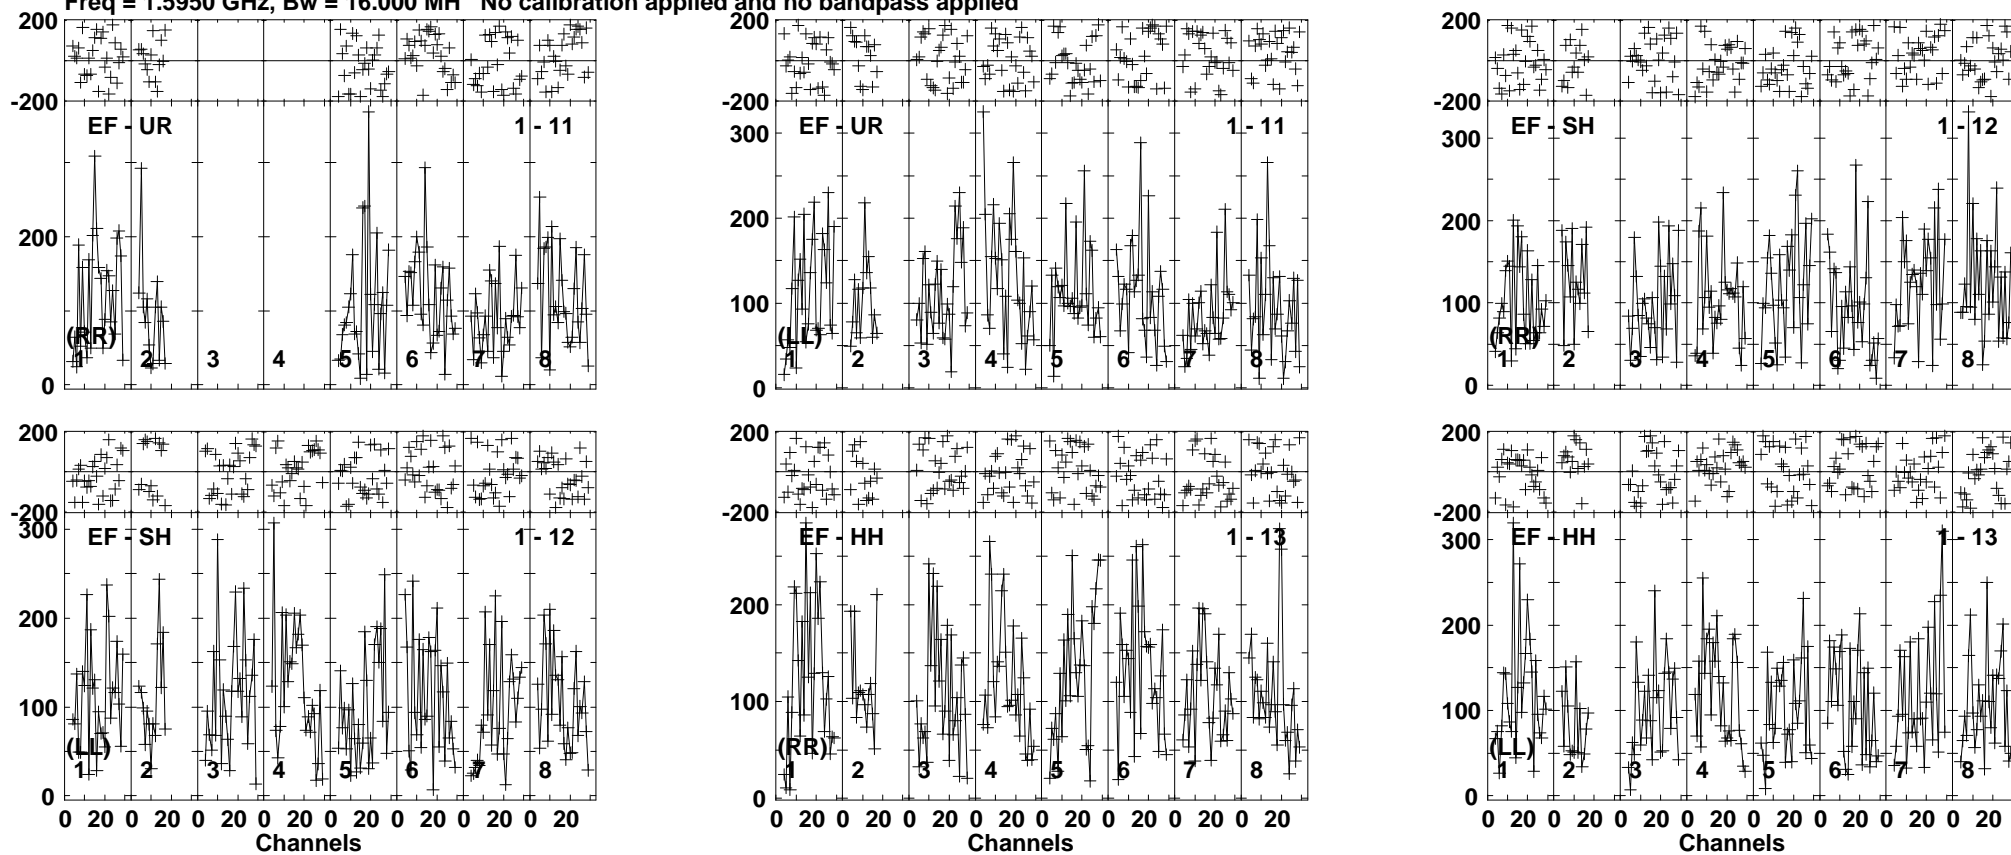 Freq = 1.5950 GHz, Bw = 16.000 MH No calibration applied and no bandpass applied
200 200 200
-200 -200 -200
EF - UR 1 - 11 EF - UR 1 - 11 EF - SH 1 - 12
300 300
200 200 200
100 100
(RR) (LL) (RR)
1 2 3 4 5 6 7 8 1 2 3 4 5 6 7 8 1 2 3 4 5 6 7 8
0 0 0
200 200 200
-200 -200 -200
EF - SH 1 - 12 EF - HH 1 - 13 EF - HH 1 - 13
300 300
200 200 200
100 100 100
(LL) (RR) (LL)
1 2 3 4 5 6 7 8 1 2 3 4 5 6 7 8 1 2 3 4 5 6 7 8
0 0 0
0 20 0 20 0 20 0 20 0 20 0 20 0 20 0 20 0 20 0 20 0 20 0 20 0 20 0 20 0 20 0 20 0 20 0 20 0 20 0 20 0 20 0 20 0 20 0 20
Channels Channels Channels